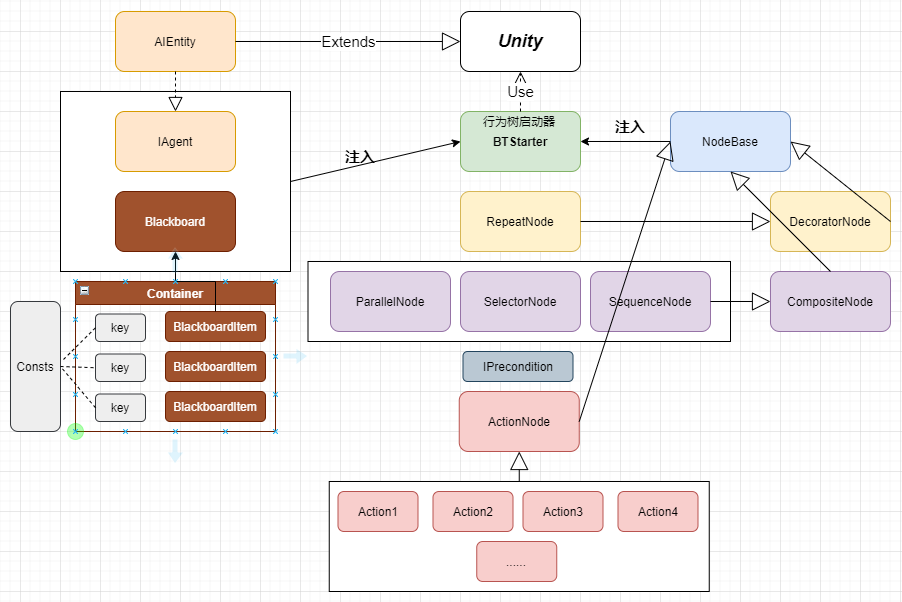 AIEntity
Extends
Unity
Use
IAgent
注入
行为树启动器
BTStarter
注入
NodeBase
Blackboard
RepeatNode
DecoratorNode
Container
ParallelNode
SelectorNode
SequenceNode
CompositeNode
Consts
key
BlackboardItem
key
BlackboardItem
key
BlackboardItem
IPrecondition
ActionNode
Action1
Action2
Action3
Action4
......